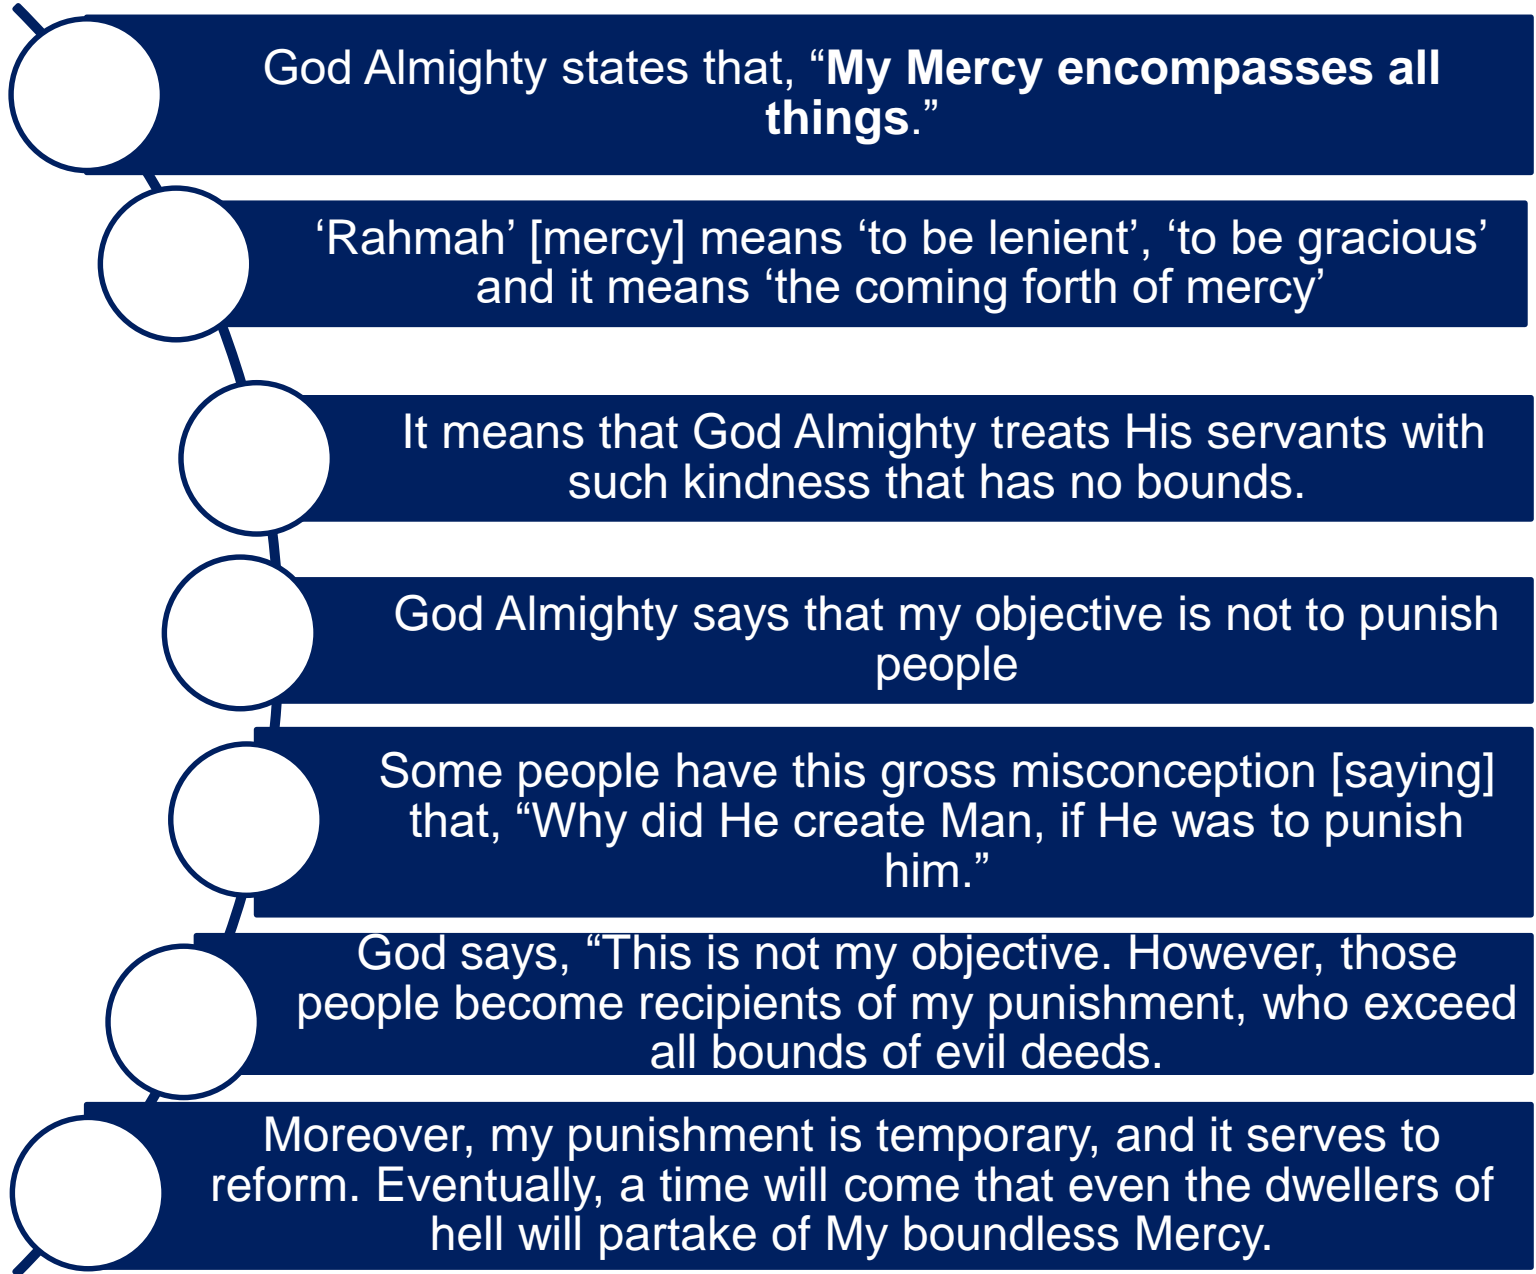 God Almighty states that, “My Mercy encompasses all
things.”
‘Rahmah’ [mercy] means ‘to be lenient’, ‘to be gracious’
and it means ‘the coming forth of mercy’
It means that God Almighty treats His servants with
such kindness that has no bounds.
God Almighty says that my objective is not to punish
people
Some people have this gross misconception [saying]
that, “Why did He create Man, if He was to punish
him.”
God says, “This is not my objective. However, those
people become recipients of my punishment, who exceed
all bounds of evil deeds.
Moreover, my punishment is temporary, and it serves to
reform. Eventually, a time will come that even the dwellers of
hell will partake of My boundless Mercy.